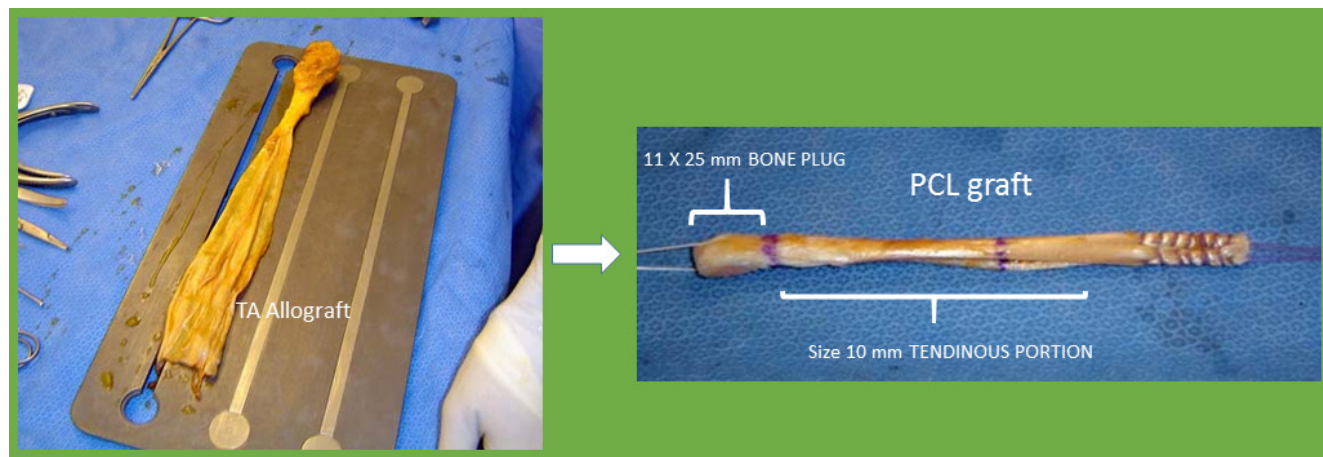 TA Allograft
11 X 25 mm BONE PLUG
PCL graft
Size 10 mm TENDINOUS PORTION